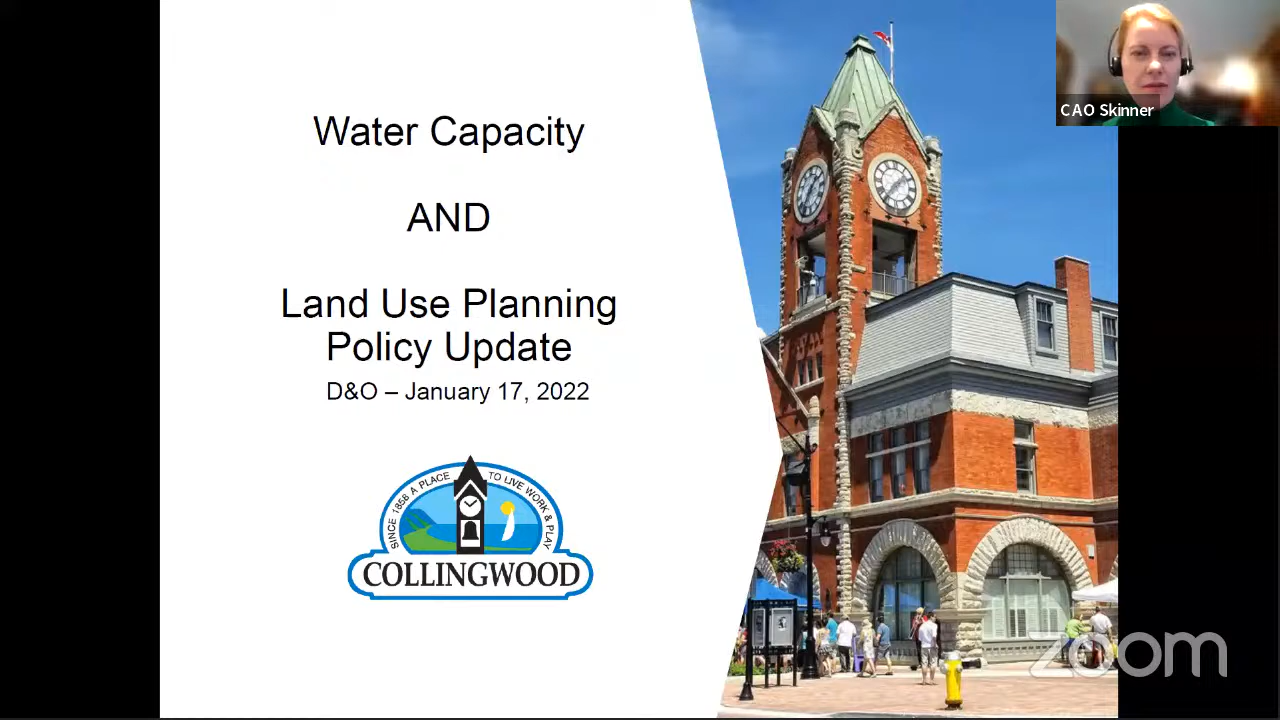 Water Capacity
AND
Land Use Planning
Policy Update
D&O – January 17, 2022
SINCE 1858 A PLACE TO LIVE WORK & PLAY
COLLINGWOOD
CAO Skinner
zoom